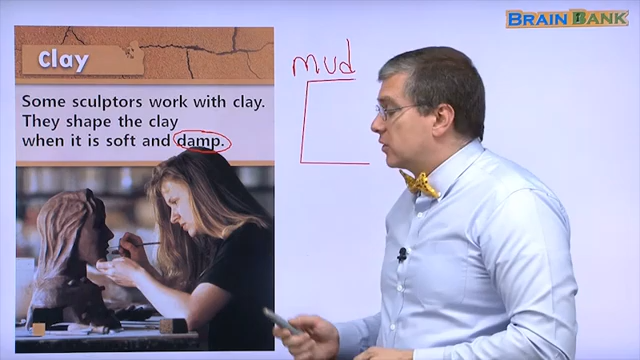 BRAIN BANK
clay
Some sculptors work with clay.
They shape the clay
when it is soft and damp.
mud